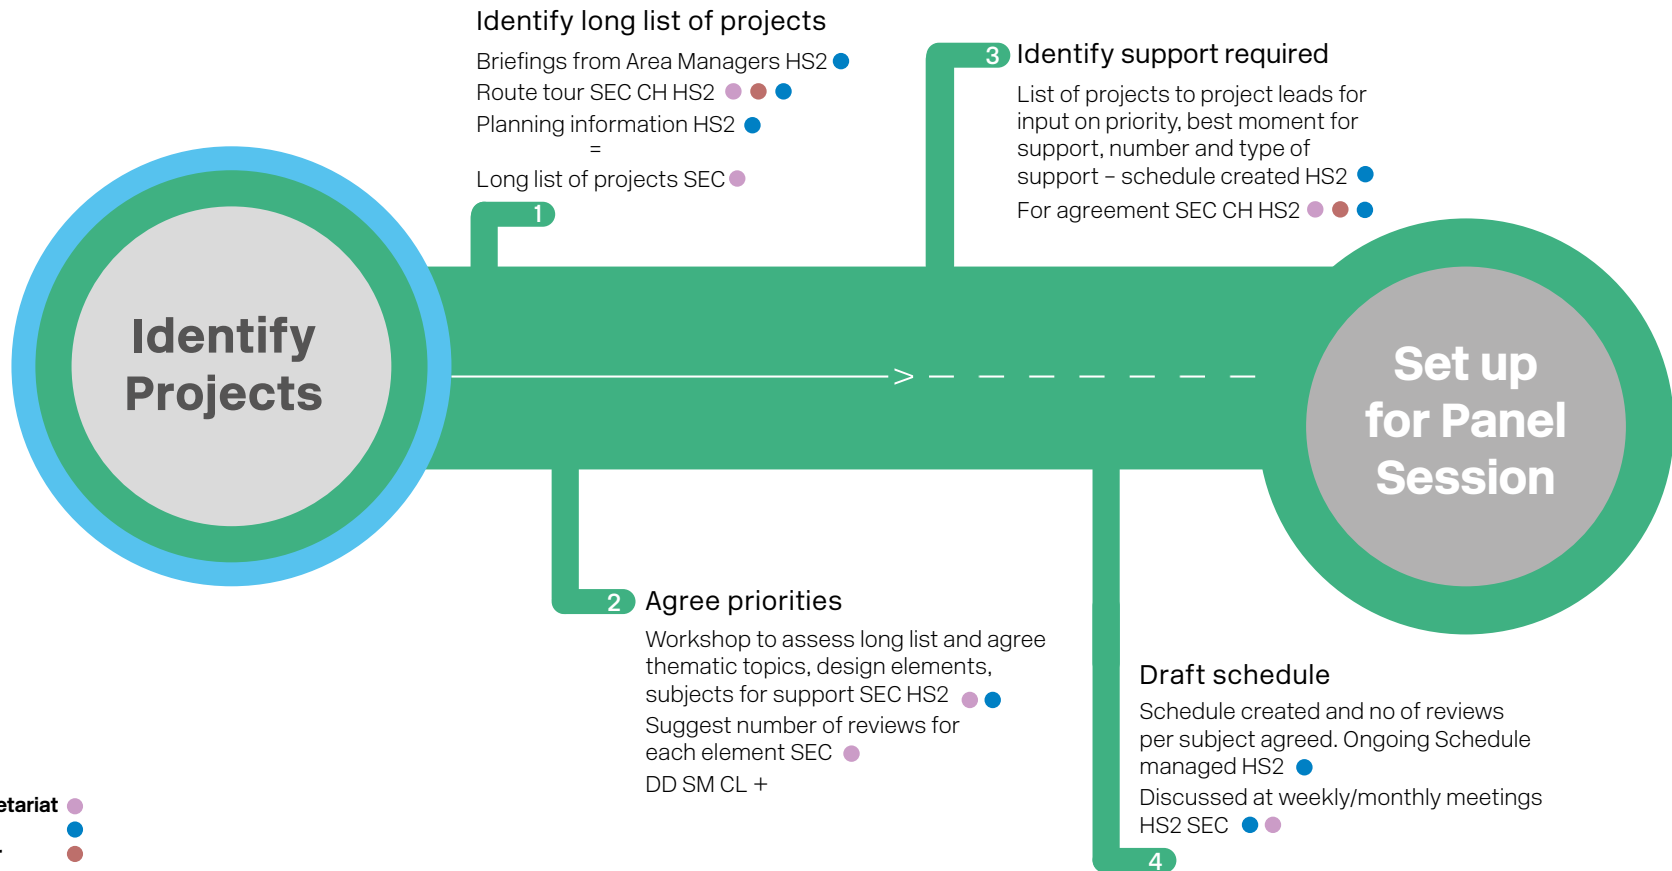 Identify long list of projects
Briefings from Area Managers HS2
Route tour SEC CH HS2
Planning information HS2
=
Long list of projects SEC
1
3
Identify support required
List of projects to project leads for
input on priority, best moment for
support, number and type of
support – schedule created HS2
For agreement SEC CH HS2
Identify
Projects
>
Set up
for Panel
Session
2
Agree priorities
Workshop to assess long list and agree
thematic topics, design elements,
subjects for support SEC HS2
Suggest number of reviews for
each element SEC
DD SM CL +
Draft schedule
Schedule created and no of reviews
per subject agreed. Ongoing Schedule
managed HS2
Discussed at weekly/monthly meetings
HS2 SEC
4
etariat